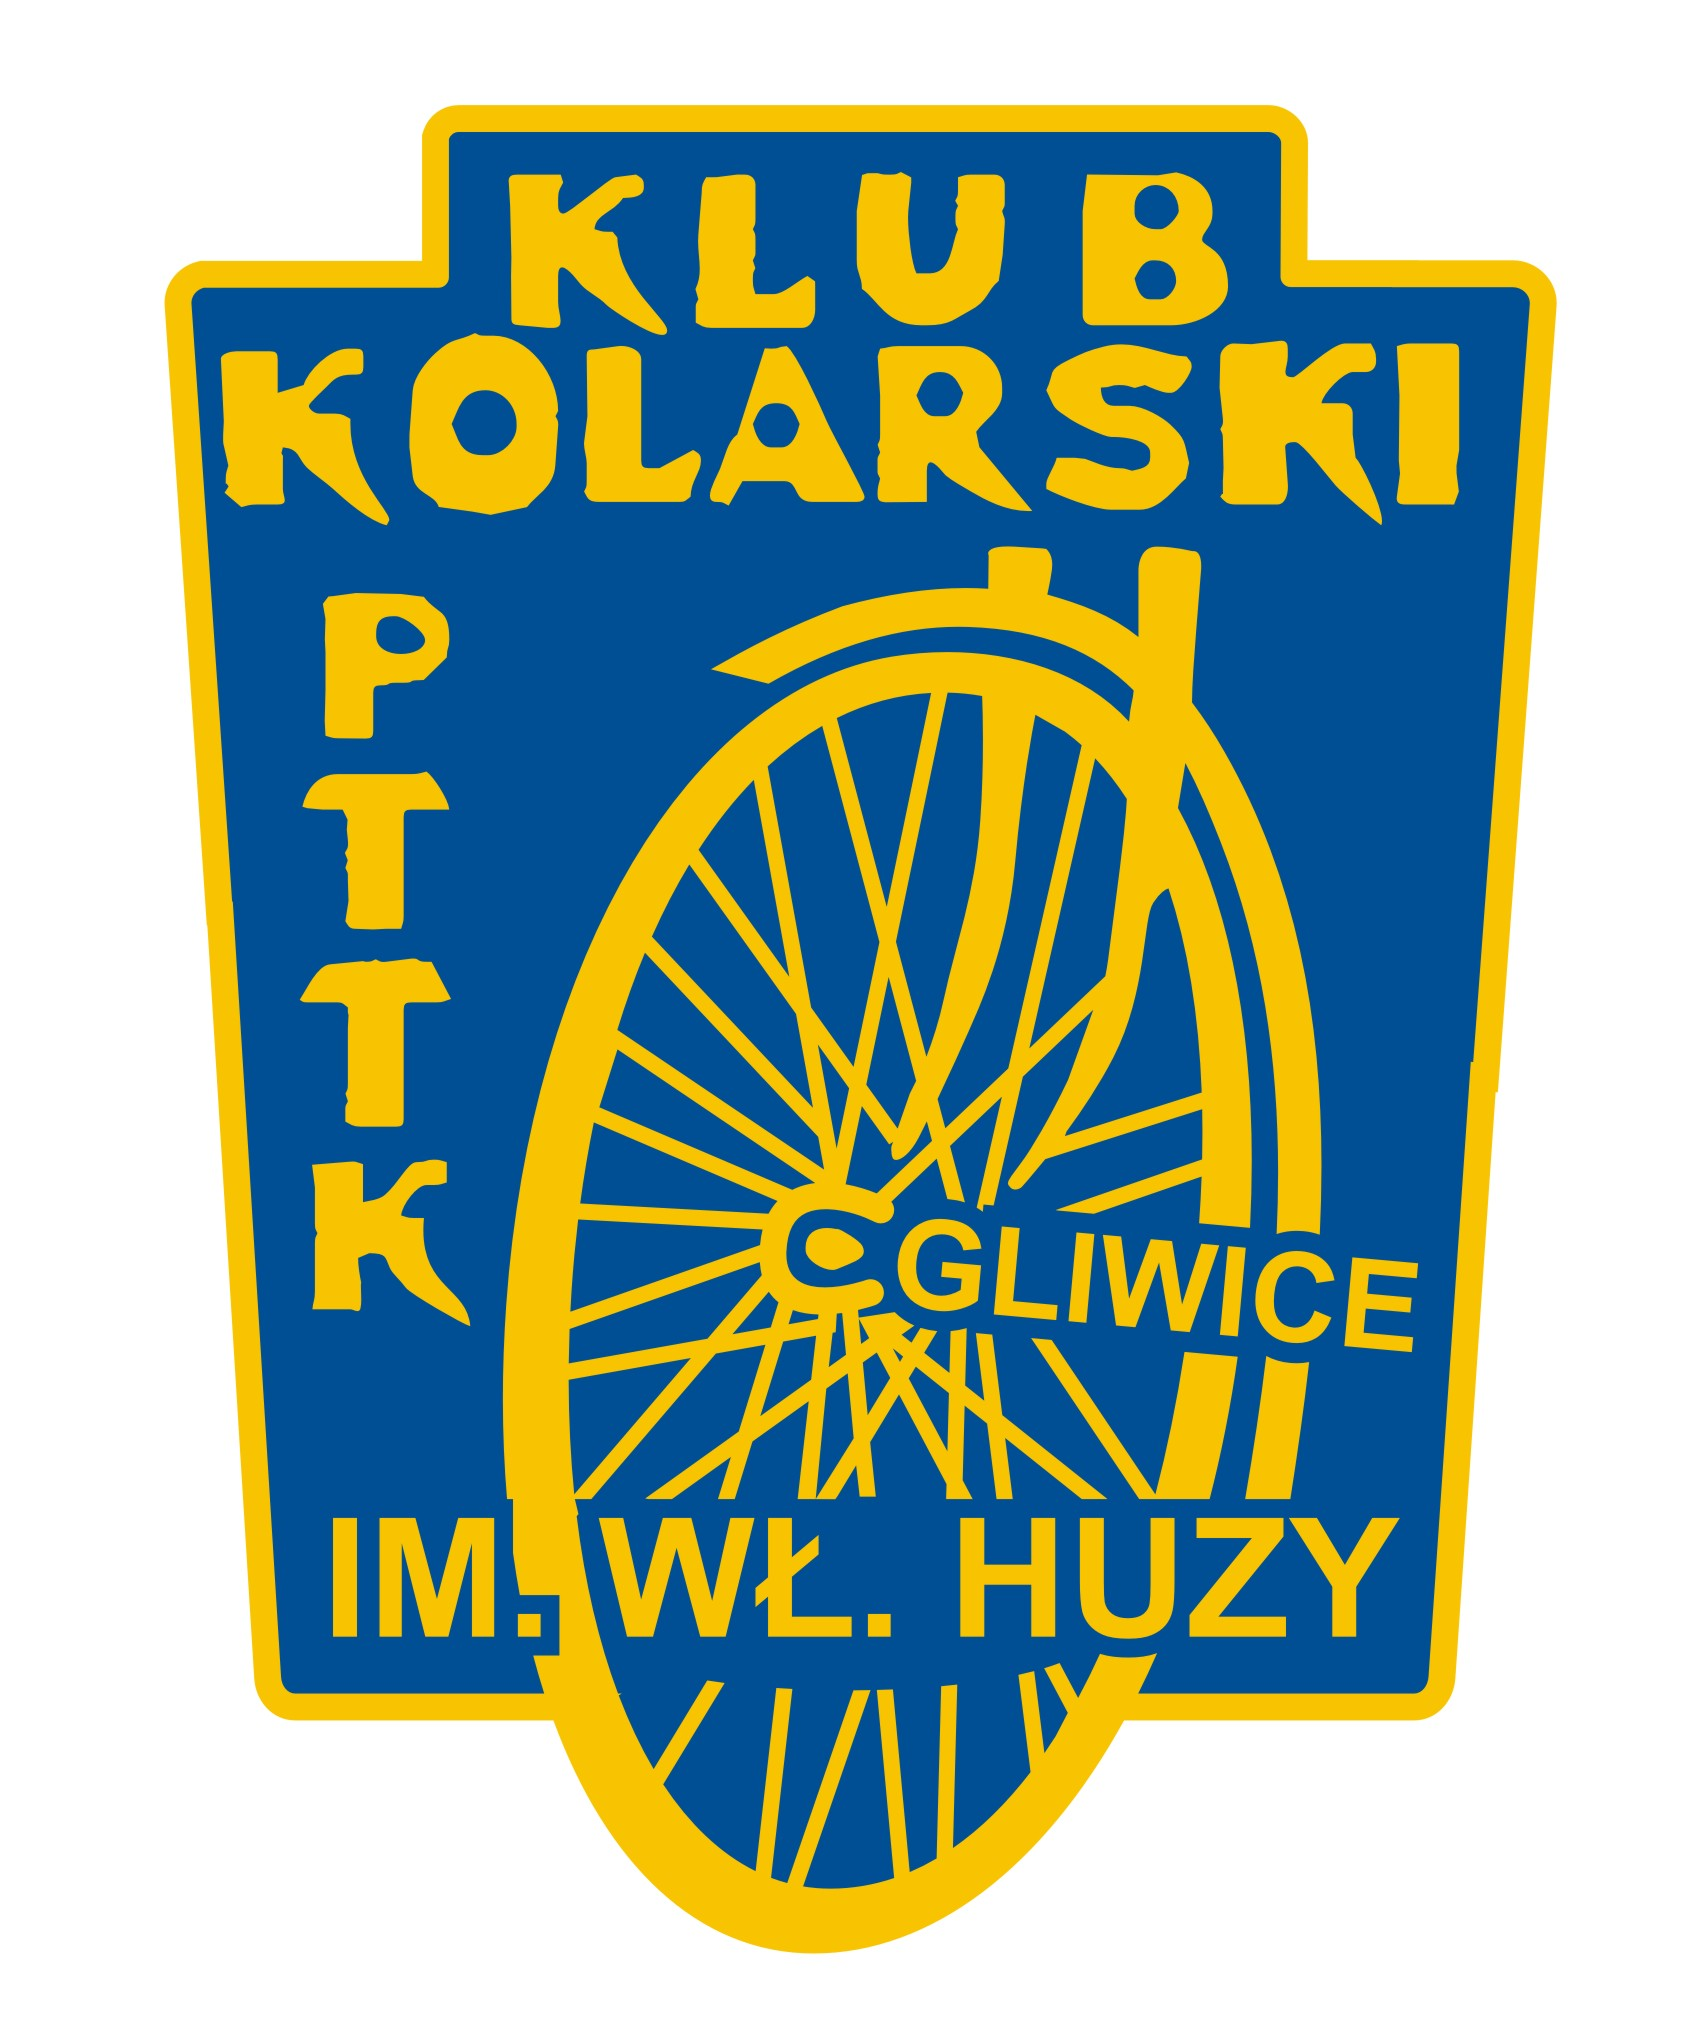 KLUB
KOLARSKI
PTTK
GLIWICE
IM. WŁ. HUZY